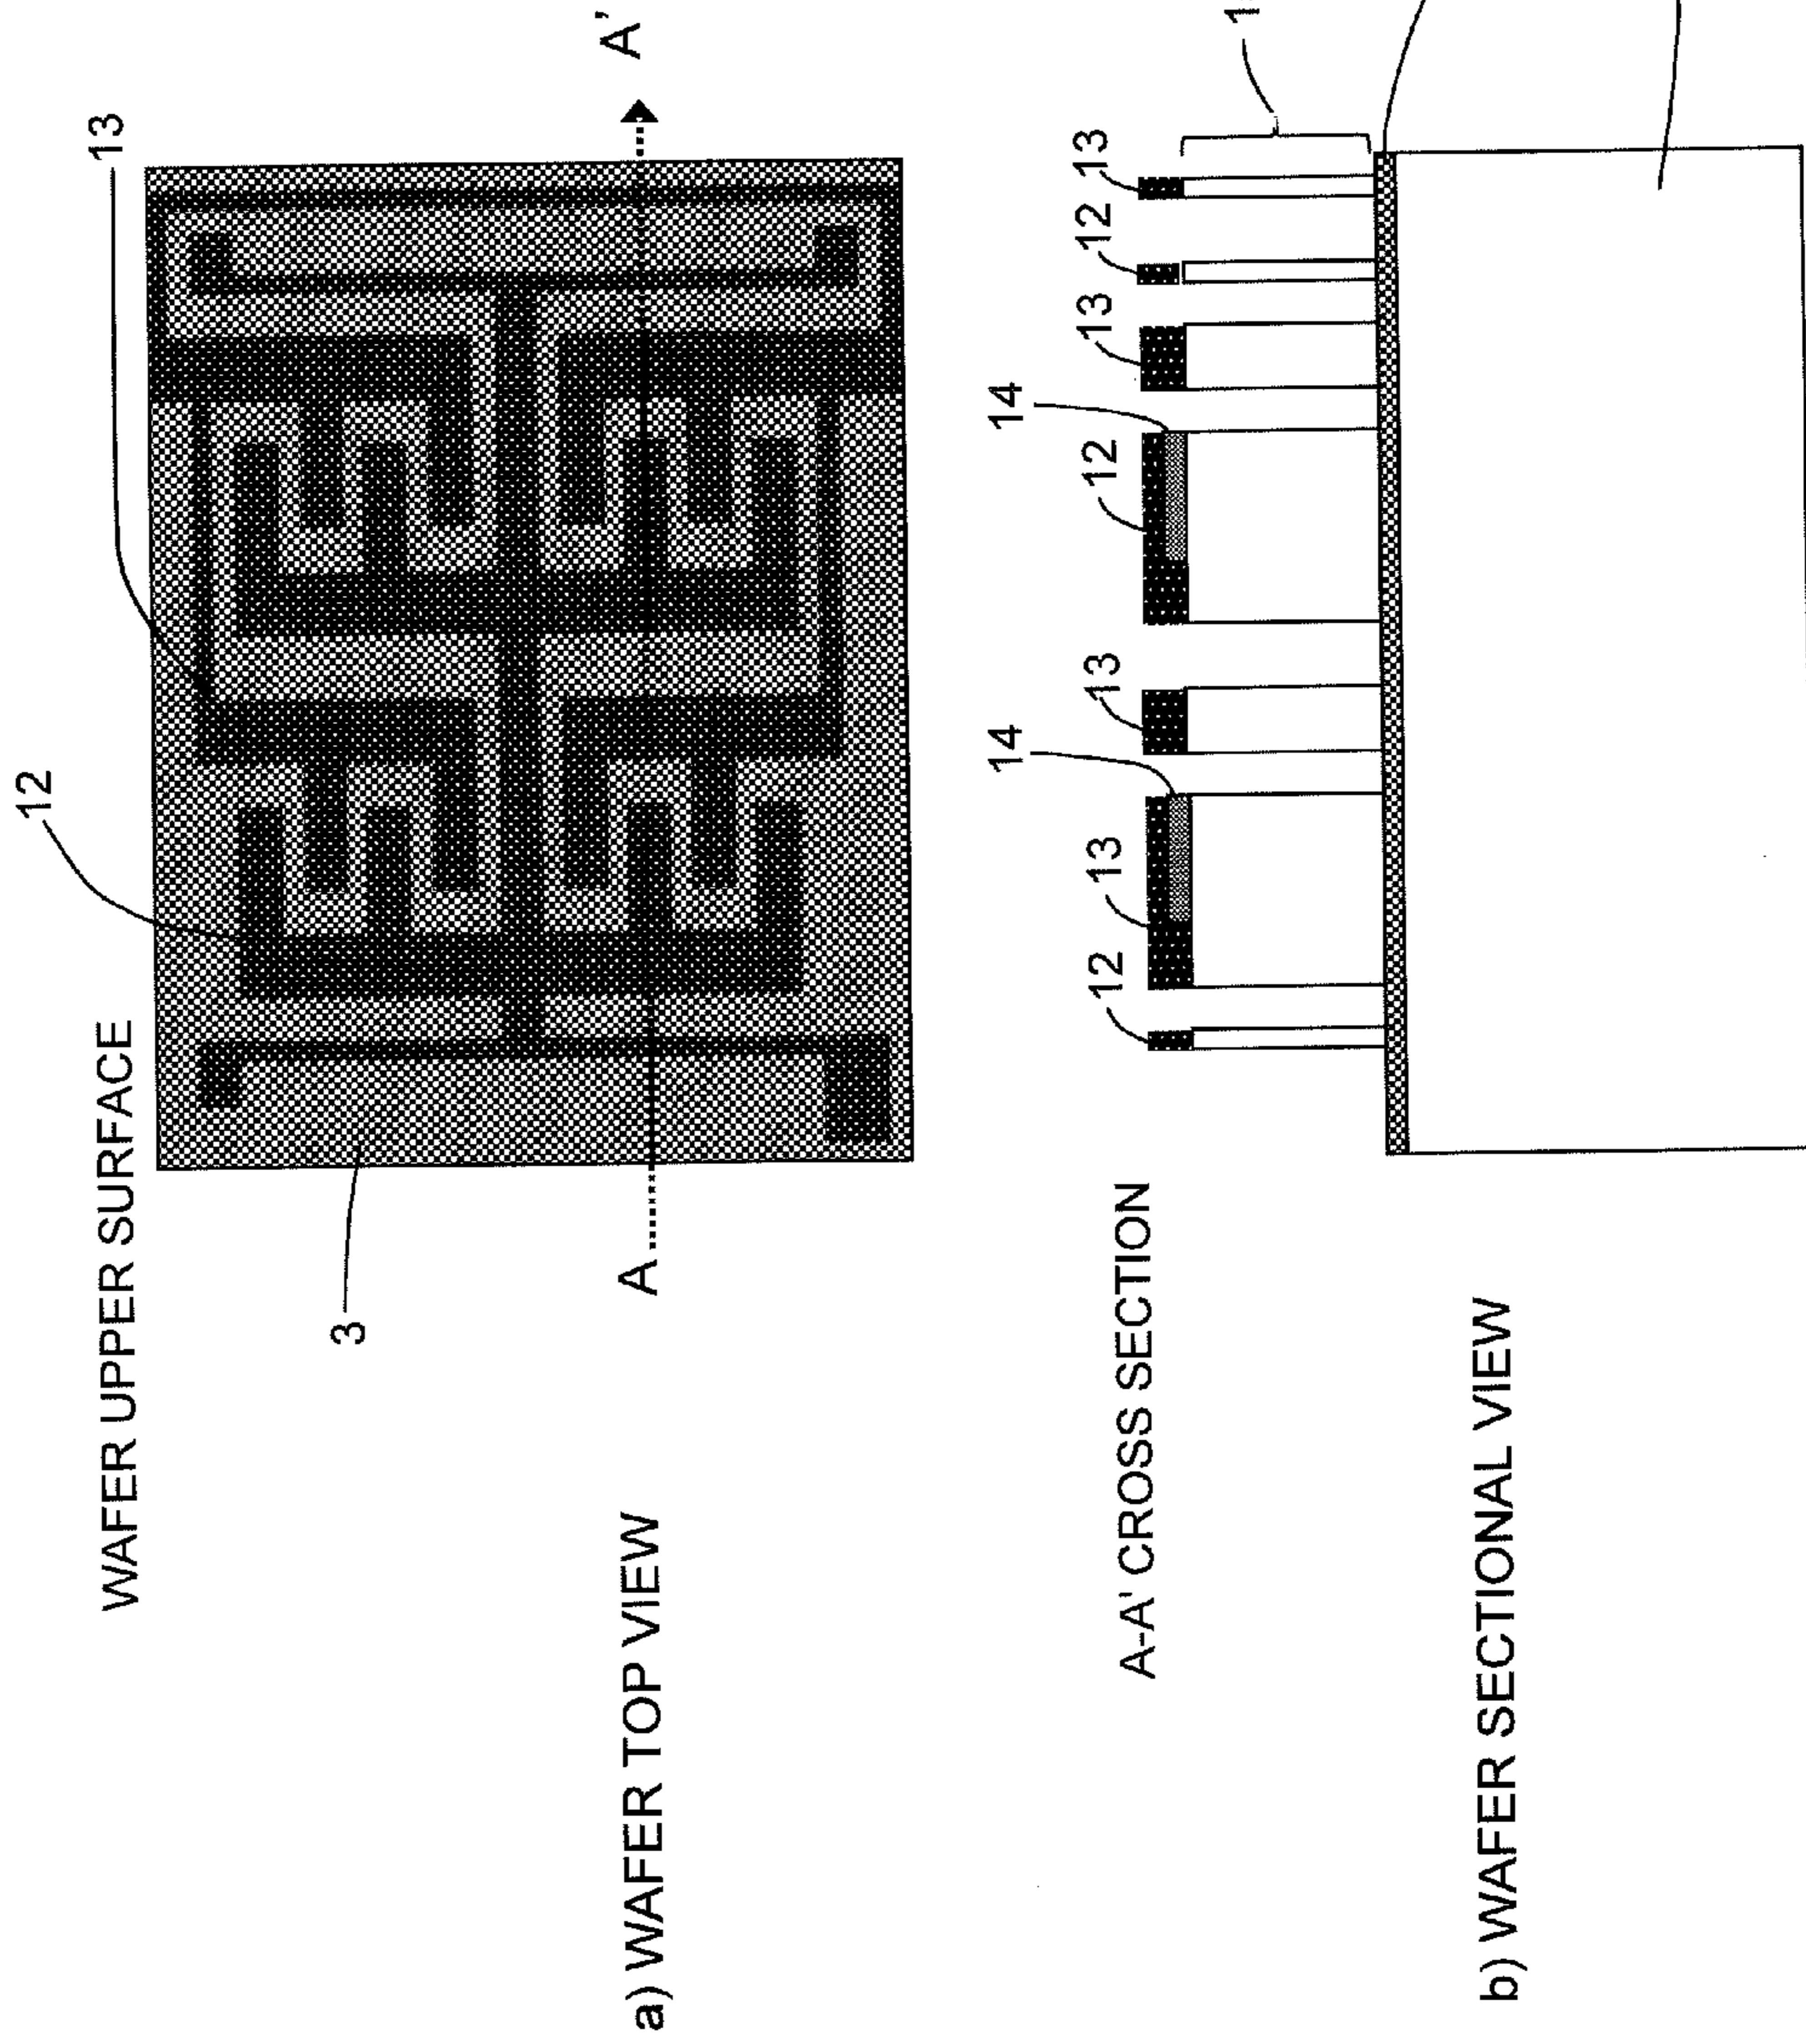 12
WAFER UPPER SURFACE
13
3
a) WAFER TOP VIEW
A
A'
14
14
12
13
13
12
13
12
13
A-A' CROSS SECTION
1
b) WAFER SECTIONAL VIEW